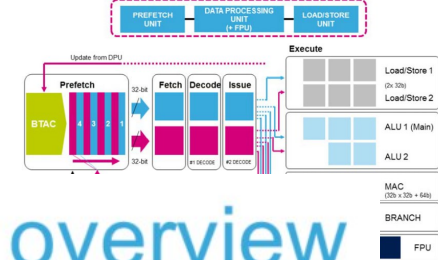 PREFETCH UNIT
DATA PROCESSING UNIT (+ FPU)
LOAD/STORE UNIT
Update from DPU
Execute
Prefetch
Fetch
Decode
Issue
BTAC
4 3 2 1
32-bit
32-bit
#1 DECODE
#2 DECODE
Load/Store 1
(2x 32b)
Load/Store 2
ALU 1 (Main)
ALU 2
MAC
(32b x 32b + 64b)
BRANCH
FPU
overview